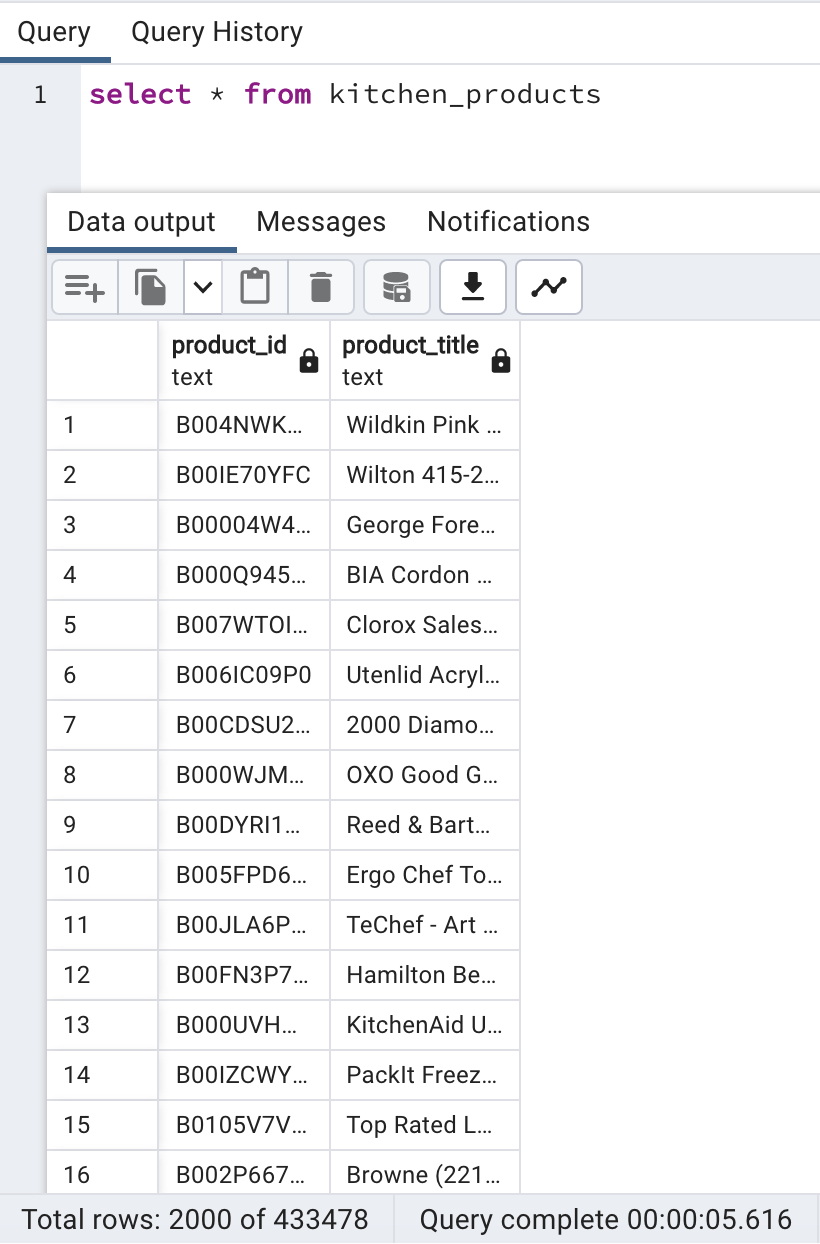 Query Query History
1 select * from kitchen_products
Data output Messages Notifications
product_id product_title
text text
1 B004NWK... Wildkin Pink ...
2 B00IE70YFC Wilton 415-2...
3 B00004W4... George Fore...
4 B000Q945... BIA Cordon ...
5 B007WTOI... Clorox Sales...
6 B006IC09P0 Utenlid Acryl...
7 B00CDSU2... 2000 Diamo...
8 B000WJM... OXO Good G...
9 B00DYRI1... Reed & Bart...
10 B005FPD6... Ergo Chef To...
11 B00JLA6P... TeChef - Art ...
12 B00FN3P7... Hamilton Be...
13 B000UVH... KitchenAid U...
14 B00IZCWY... PackIt Freez...
15 B0105V7V... Top Rated L...
16 B002P667... Browne (221...
Total rows: 2000 of 433478 Query complete 00:00:05.616